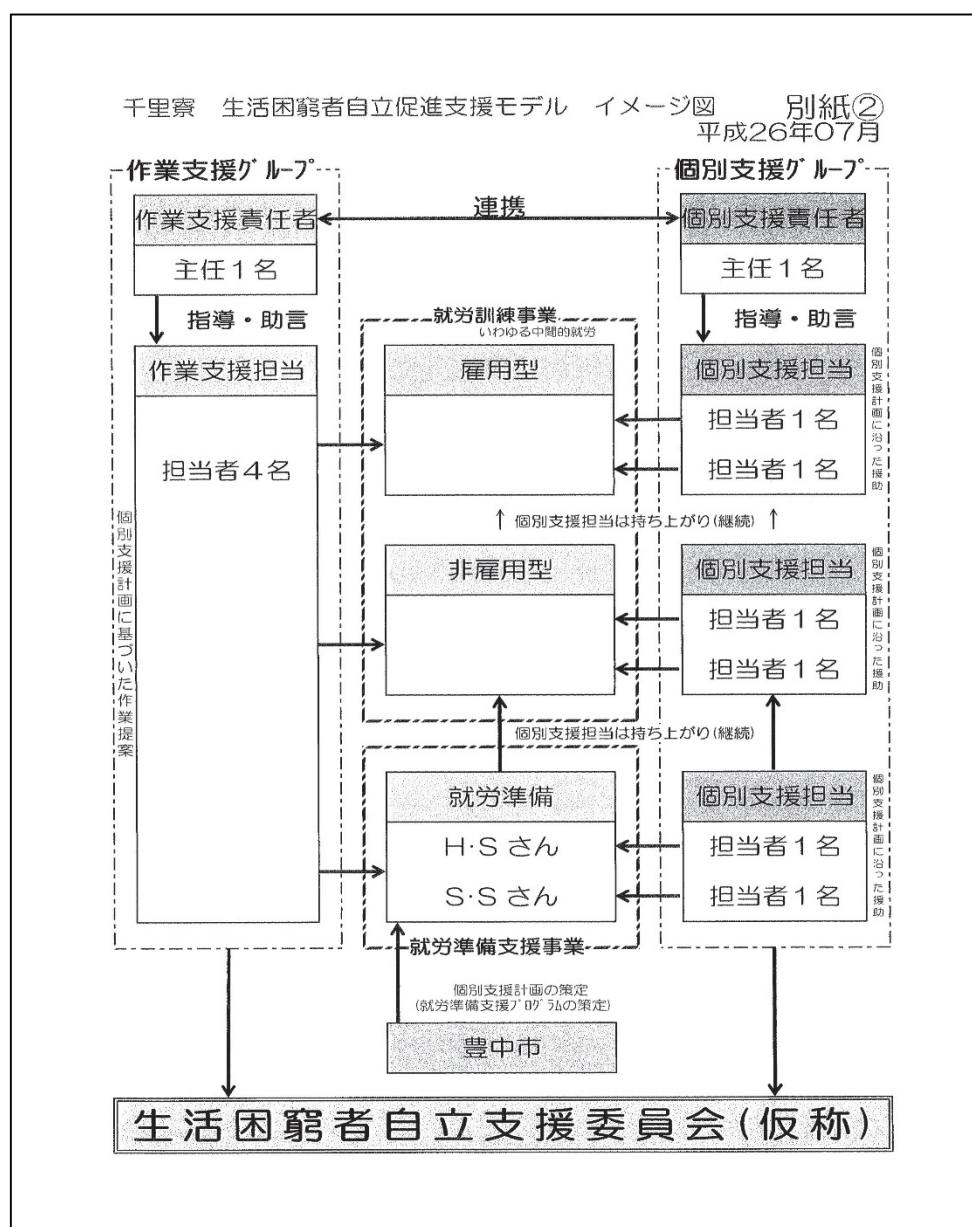 千里寮　生活困窮者自立促進支援モデル　イメージ図　別紙②
平成26年07月
作業支援グループ
作業支援責任者
主任１名
指導・助言
作業支援担当
担当者４名
個別支援計画に基づいた作業提案
連携
個別支援グループ
個別支援責任者
主任１名
指導・助言
就労訓練事業
いわゆる中間的就労
雇用型
個別支援担当
担当者１名
担当者１名
個別支援計画に沿った援助
↑ 個別支援担当は持ち上がり(継続) ↑
非雇用型
個別支援担当
担当者１名
担当者１名
個別支援計画に沿った援助
個別支援担当は持ち上がり(継続)
就労準備
H・Sさん
S・Sさん
就労準備支援事業
個別支援担当
担当者１名
担当者１名
個別支援計画に沿った援助
個別支援計画の策定
(就労準備支援プログラムの策定)
豊中市
生活困窮者自立支援委員会(仮称)